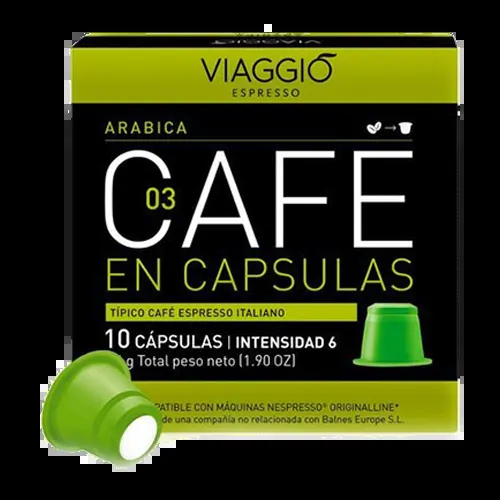 VIAGGIO
ESPRESSO
ARABICA
03
CAFE
EN CAPSULAS
TÍPICO CAFÉ ESPRESSO ITALIANO
10 CÁPSULAS | INTENSIDAD 6
g Total peso neto (1.90 OZ)
CON MÁQUINAS NESPRESSO® ORIGINALLINE*
de una compañía no relacionada con Balnes Europe S.L.